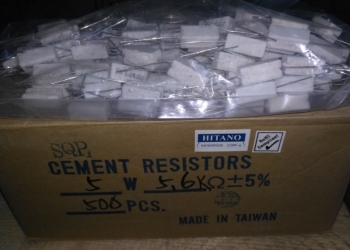 HITANO
SQP
CEMENT RESISTORS
5 W 5,6KΩ±5%
500 PCS.
MADE IN TAIWAN